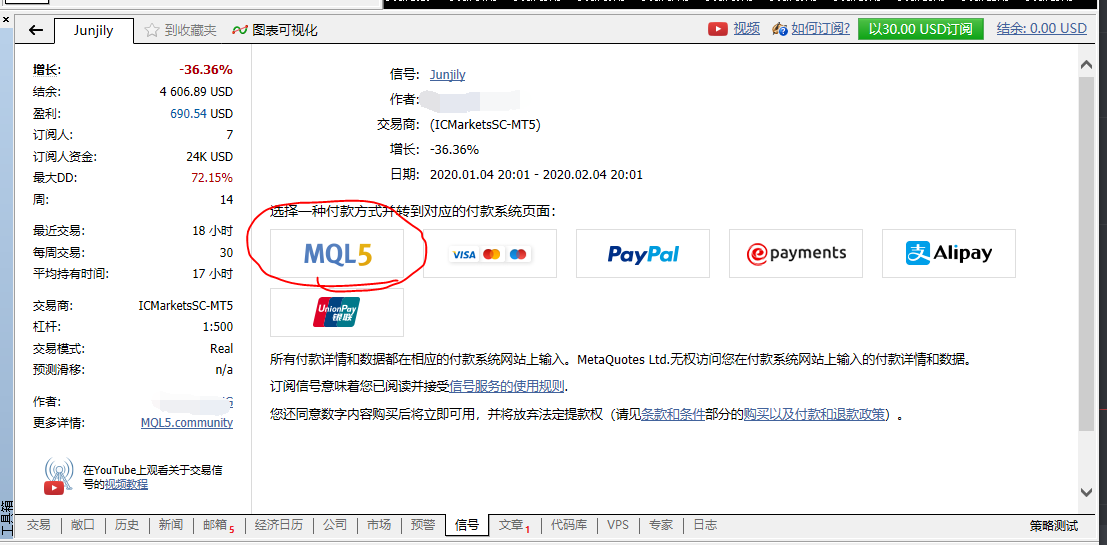 Junjily
到收藏夹
图表可视化
视频
如何订阅?
以30.00 USD订阅
结余: 0.00 USD
增长: -36.36%
结余: 4 606.89 USD
盈利: 690.54 USD
订阅人: 7
订阅人资金: 24K USD
最大DD: 72.15%
周: 14
最近交易: 18 小时
每周交易: 30
平均持有时间: 17 小时
交易商: ICMarketsSC-MT5
杠杆: 1:500
交易模式: Real
预测滑移: n/a
作者:
更多详情: MQL5.community
在YouTube上观看关于交易信
号的视频教程
信号: Junjily
作者:
交易商: (ICMarketsSC-MT5)
增长: -36.36%
日期: 2020.01.04 20:01 - 2020.02.04 20:01
选择一种付款方式并转到对应的付款系统页面:
MQL5
VISA
PayPal
epayments
支 Alipay
UnionPay
银联
所有付款详情和数据都在相应的付款系统网站上输入。MetaQuotes Ltd.无权访问您在付款系统网站上输入的付款详情和数据。
订阅信号意味着您已阅读并接受信号服务的使用规则.
您还同意数字内容购买后将立即可用，并将放弃法定提款权（请见条款和条件部分的购买以及付款和退款政策）。
工具箱
交易
敞口
历史
新闻
邮箱5
经济日历
公司
市场
预警
信号
文章1
代码库
VPS
专家
日志
策略测试